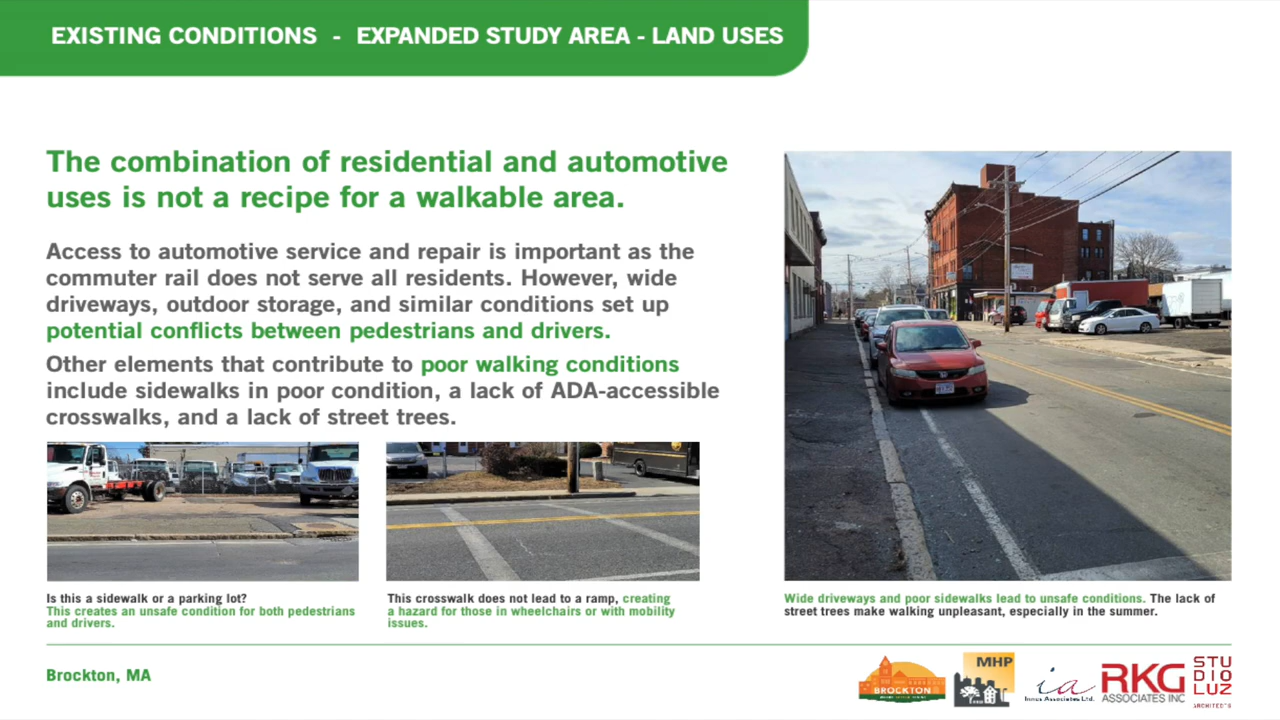 EXISTING CONDITIONS - EXPANDED STUDY AREA - LAND USES
The combination of residential and automotive
uses is not a recipe for a walkable area.
Access to automotive service and repair is important as the
commuter rail does not serve all residents. However, wide
driveways, outdoor storage, and similar conditions set up
potential conflicts between pedestrians and drivers.
Other elements that contribute to poor walking conditions
include sidewalks in poor condition, a lack of ADA-accessible
crosswalks, and a lack of street trees.
Is this a sidewalk or a parking lot?
This creates an unsafe condition for both pedestrians
and drivers.
This crosswalk does not lead to a ramp, creating
a hazard for those in wheelchairs or with mobility
issues.
Wide driveways and poor sidewalks lead to unsafe conditions. The lack of
street trees make walking unpleasant, especially in the summer.
Brockton, MA
BROCKTON
MHP
ia
Innes Associates Ltd.
RKG
ASSOCIATES INC
STU
DIO
LUZ
ARCHITECTS